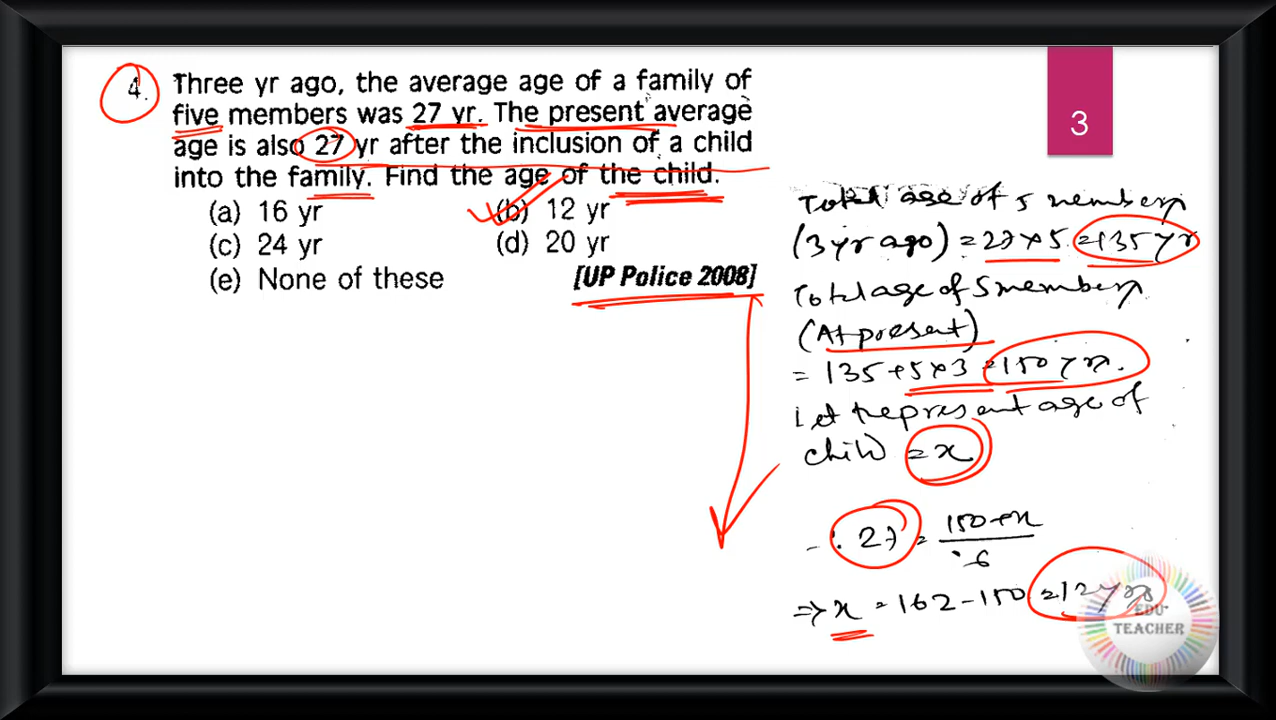 4. Three yr ago, the average age of a family of
five members was 27 yr. The present average
age is also 27 yr after the inclusion of a child
into the family. Find the age of the child.
(a) 16 yr (b) 12 yr
(c) 24 yr (d) 20 yr
(e) None of these [UP Police 2008]
3
Total age of 5 members
(3 yr ago) = 27×5 = 135 yr
Total age of 5 members
(At present)
= 135+5×3 = 150 yrs.
Let the present age of
child = x
∴ 27 = 150+x
6
⇒ x = 162-150 = 12 yrs
EDU
TEACHER